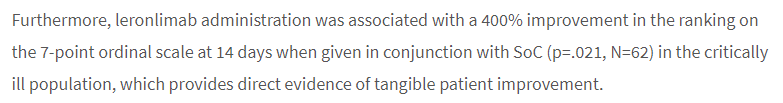 Furthermore, leronlimab administration was associated with a 400% improvement in the ranking on
the 7-point ordinal scale at 14 days when given in conjunction with SoC (p=.021, N=62) in the critically
ill population, which provides direct evidence of tangible patient improvement.